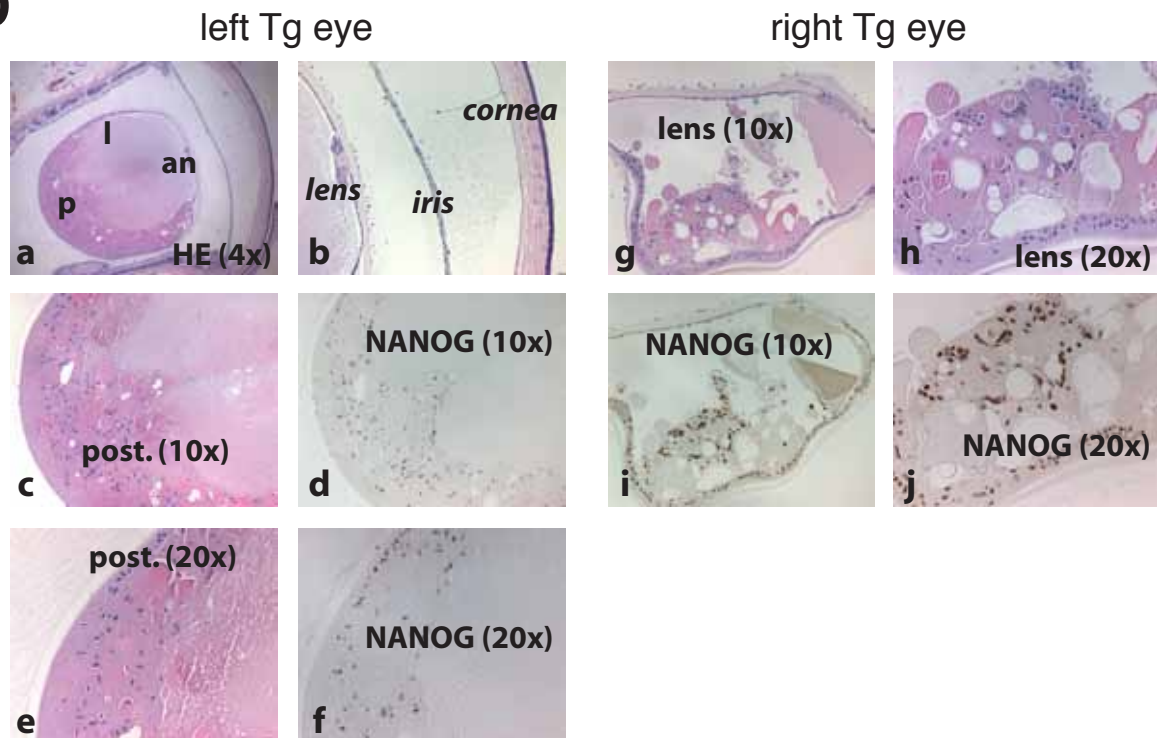 left Tg eye
right Tg eye
l
an
p
a
HE (4x)
cornea
lens
iris
b
lens (10x)
g
h
lens (20x)
post. (10x)
c
NANOG (10x)
d
NANOG (10x)
i
NANOG (20x)
j
post. (20x)
e
NANOG (20x)
f